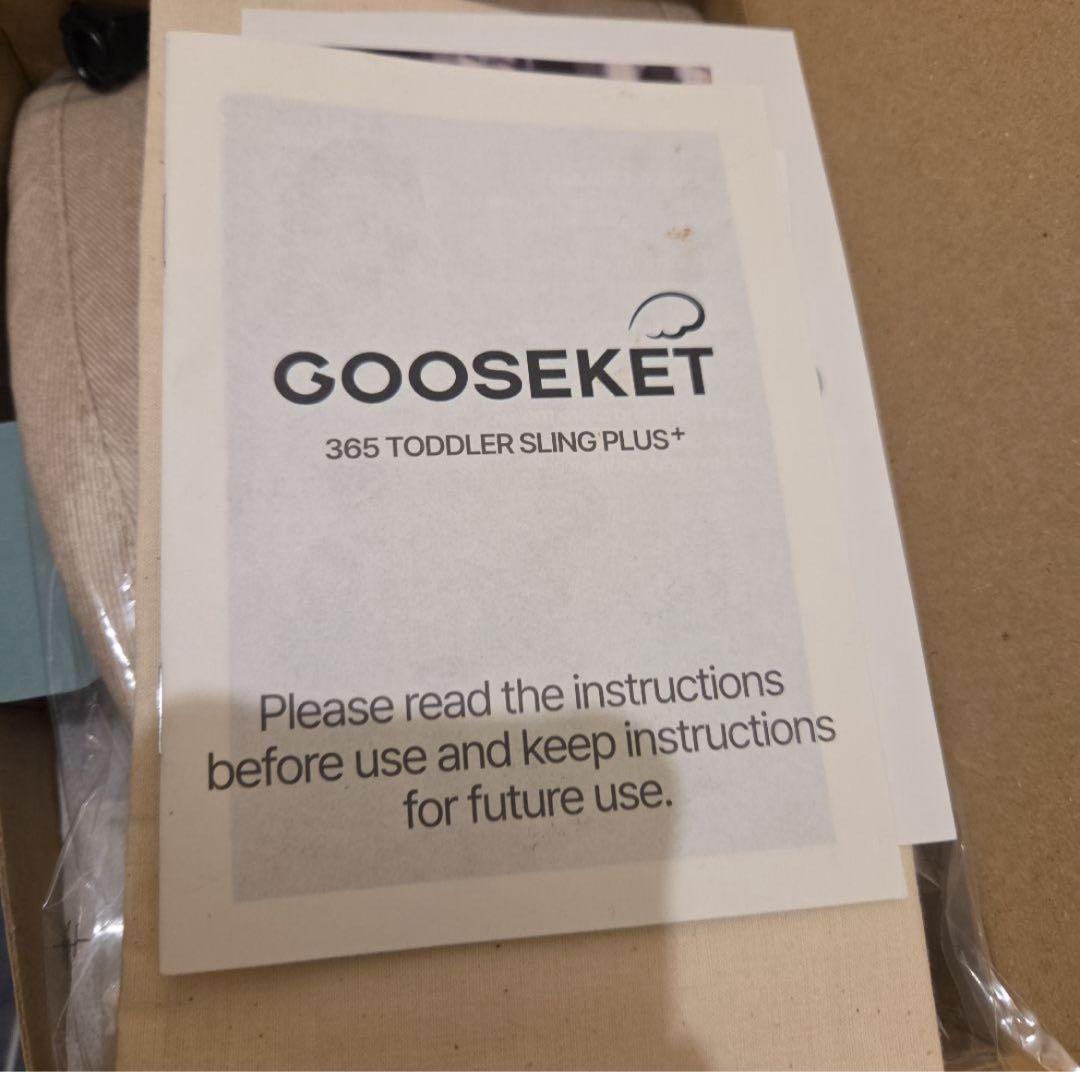 GOOSEKET
365 TODDLER SLING PLUS+
Please read the instructions
before use and keep instructions
for future use.